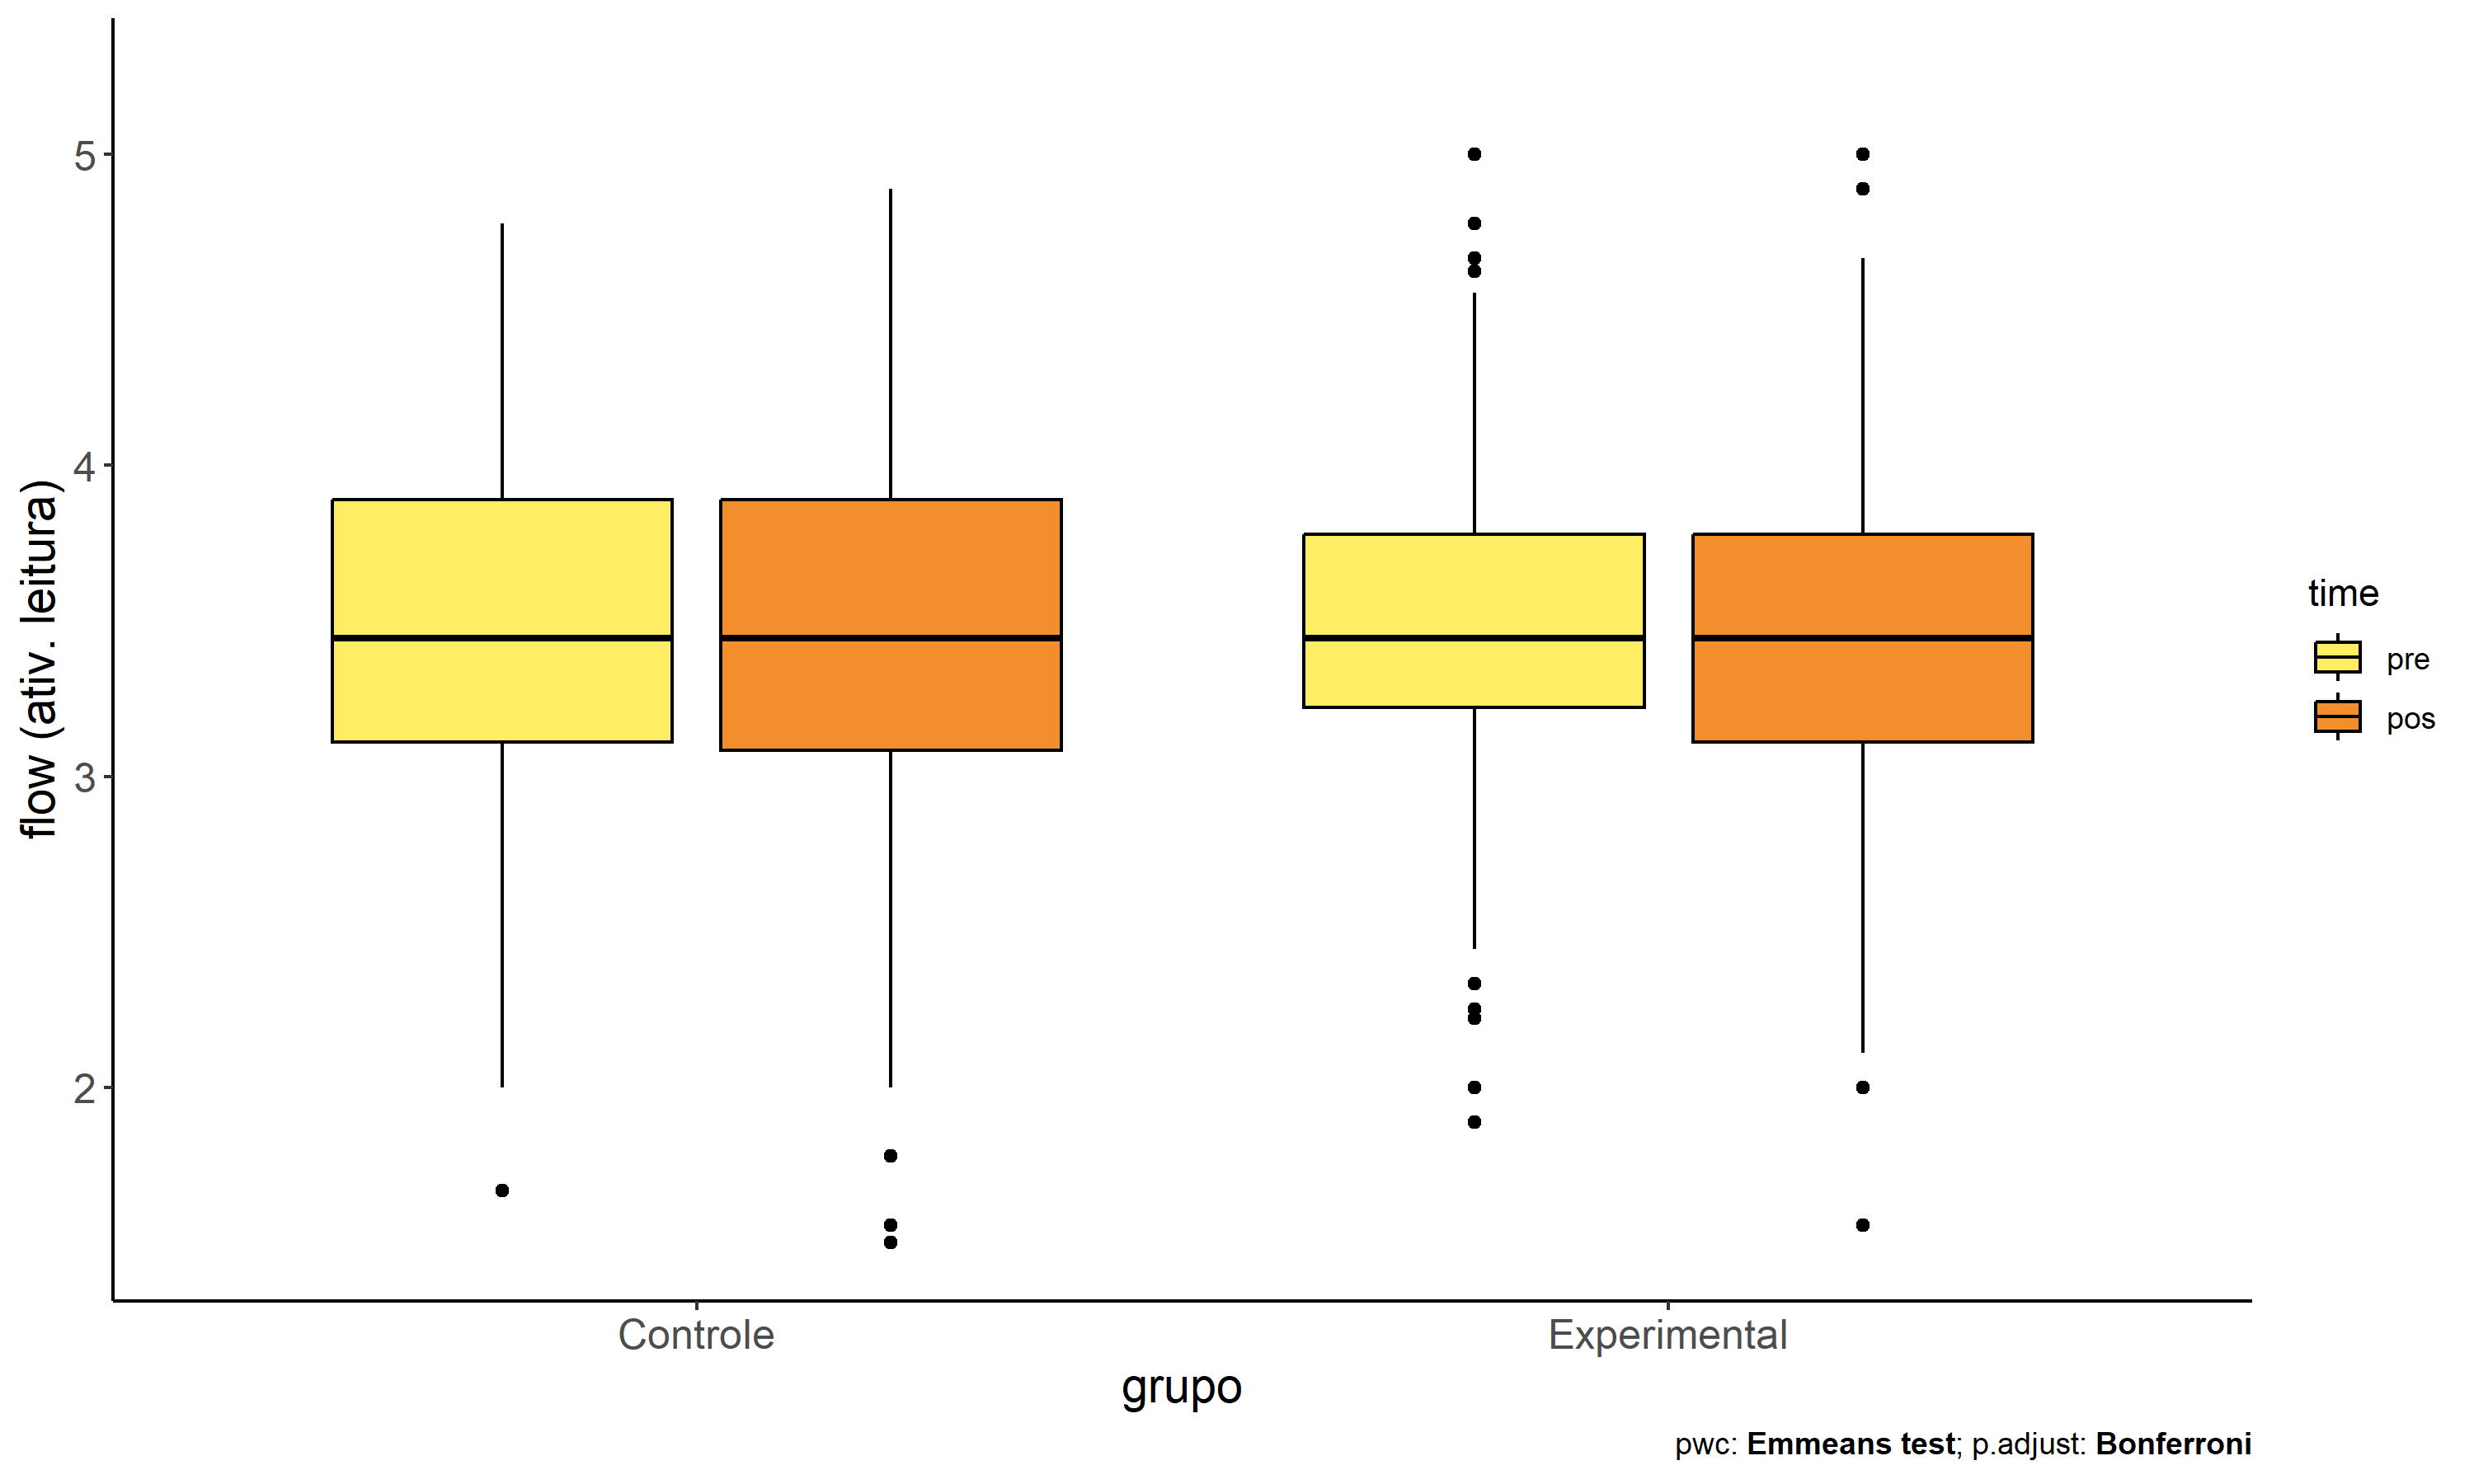 flow (ativ. leitura)
5
4
3
2
Controle
Experimental
grupo
time
pre
pos
pwc: Emmeans test; p.adjust: Bonferroni